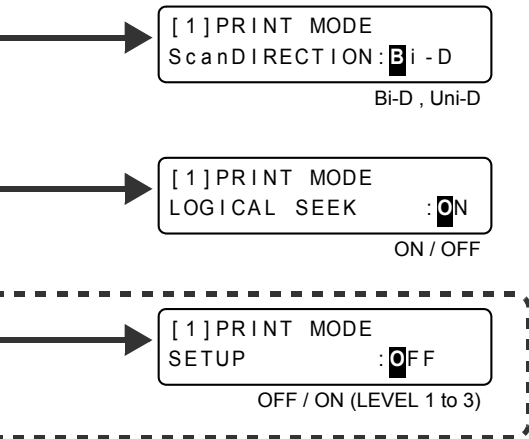 [1]PRINT MODE
ScanDIRECTION:Bi-D
Bi-D , Uni-D
[1]PRINT MODE
LOGICAL SEEK :ON
ON / OFF
[1]PRINT MODE
SETUP :OFF
OFF / ON (LEVEL 1 to 3)